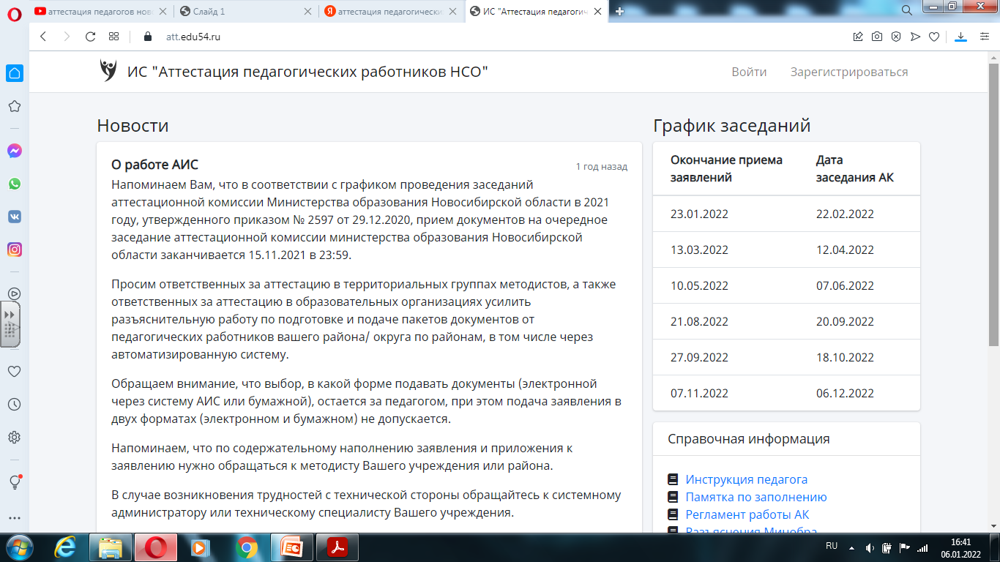 аттестация педагогов нов
Слайд 1
аттестация педагогически
ИС "Аттестация педагогич
att.edu54.ru
ИС "Аттестация педагогических работников НСО"
Войти
Зарегистрироваться
Новости
О работе АИС
1 год назад
Напоминаем Вам, что в соответствии с графиком проведения заседаний
аттестационной комиссии Министерства образования Новосибирской области в 2021
году, утвержденного приказом № 2597 от 29.12.2020, прием документов на очередное
заседание аттестационной комиссии министерства образования Новосибирской
области заканчивается 15.11.2021 в 23:59.
Просим ответственных за аттестацию в территориальных группах методистов, а также
ответственных за аттестацию в образовательных организациях усилить
разъяснительную работу по подготовке и подаче пакетов документов от
педагогических работников вашего района/ округа по районам, в том числе через
автоматизированную систему.
Обращаем внимание, что выбор, в какой форме подавать документы (электронной
через систему АИС или бумажной), остается за педагогом, при этом подача заявления в
двух форматах (электронном и бумажном) не допускается.
Напоминаем, что по содержательному наполнению заявления и приложения к
заявлению нужно обращаться к методисту Вашего учреждения или района.
В случае возникновения трудностей с технической стороны обращайтесь к системному
администратору или техническому специалисту Вашего учреждения.
График заседаний
Окончание приема
заявлений
Дата
заседания АК
23.01.2022 22.02.2022
13.03.2022 12.04.2022
10.05.2022 07.06.2022
21.08.2022 20.09.2022
27.09.2022 18.10.2022
07.11.2022 06.12.2022
Справочная информация
Инструкция педагога
Памятка по заполнению
Регламент работы АК
Разъяснения Минобра
RU
16:41
06.01.2022